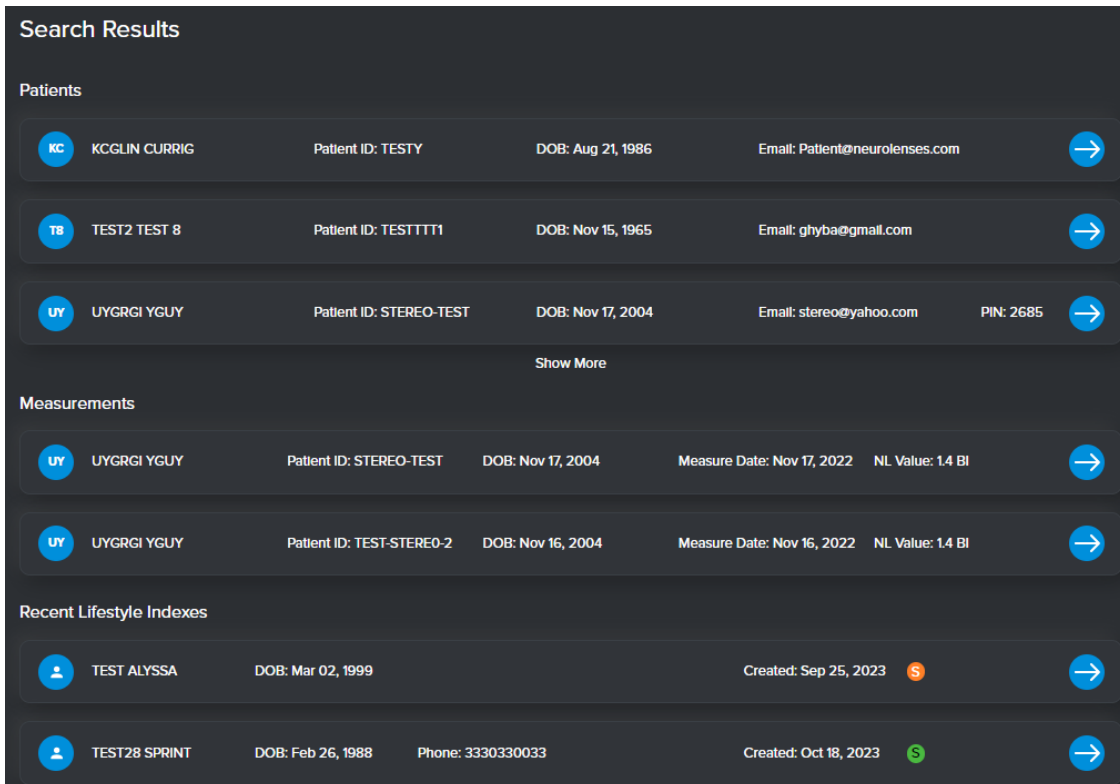 Search Results
Patients
KC KCGLIN CURRIG Patient ID: TESTY DOB: Aug 21, 1986 Email: Patient@neurolenses.com
T8 TEST2 TEST 8 Patient ID: TESTTTT1 DOB: Nov 15, 1965 Email: ghyba@gmail.com
UY UYGRGI YGUY Patient ID: STEREO-TEST DOB: Nov 17, 2004 Email: stereo@yahoo.com PIN: 2685
Show More
Measurements
UY UYGRGI YGUY Patient ID: STEREO-TEST DOB: Nov 17, 2004 Measure Date: Nov 17, 2022 NL Value: 1.4 BI
UY UYGRGI YGUY Patient ID: TEST-STERE0-2 DOB: Nov 16, 2004 Measure Date: Nov 16, 2022 NL Value: 1.4 BI
Recent Lifestyle Indexes
TEST ALYSSA DOB: Mar 02, 1999 Created: Sep 25, 2023 S
TEST28 SPRINT DOB: Feb 26, 1988 Phone: 3330330033 Created: Oct 18, 2023 S